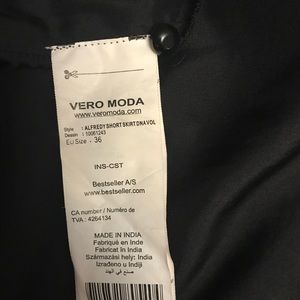 VERO MODA
www.veromoda.com
Style : ALFREDY SHORT SKIRT DNAVOL
Dessin : 10061243
EU Size - 36
INS-CST
Bestseller A/S
www.bestseller.com
CA number / Numéro de
TVA : 4264134
MADE IN INDIA
Fabriqué en Inde
Fabricat in India
Származási hely: India
Izrađeno u Indiji
صنع في الهند